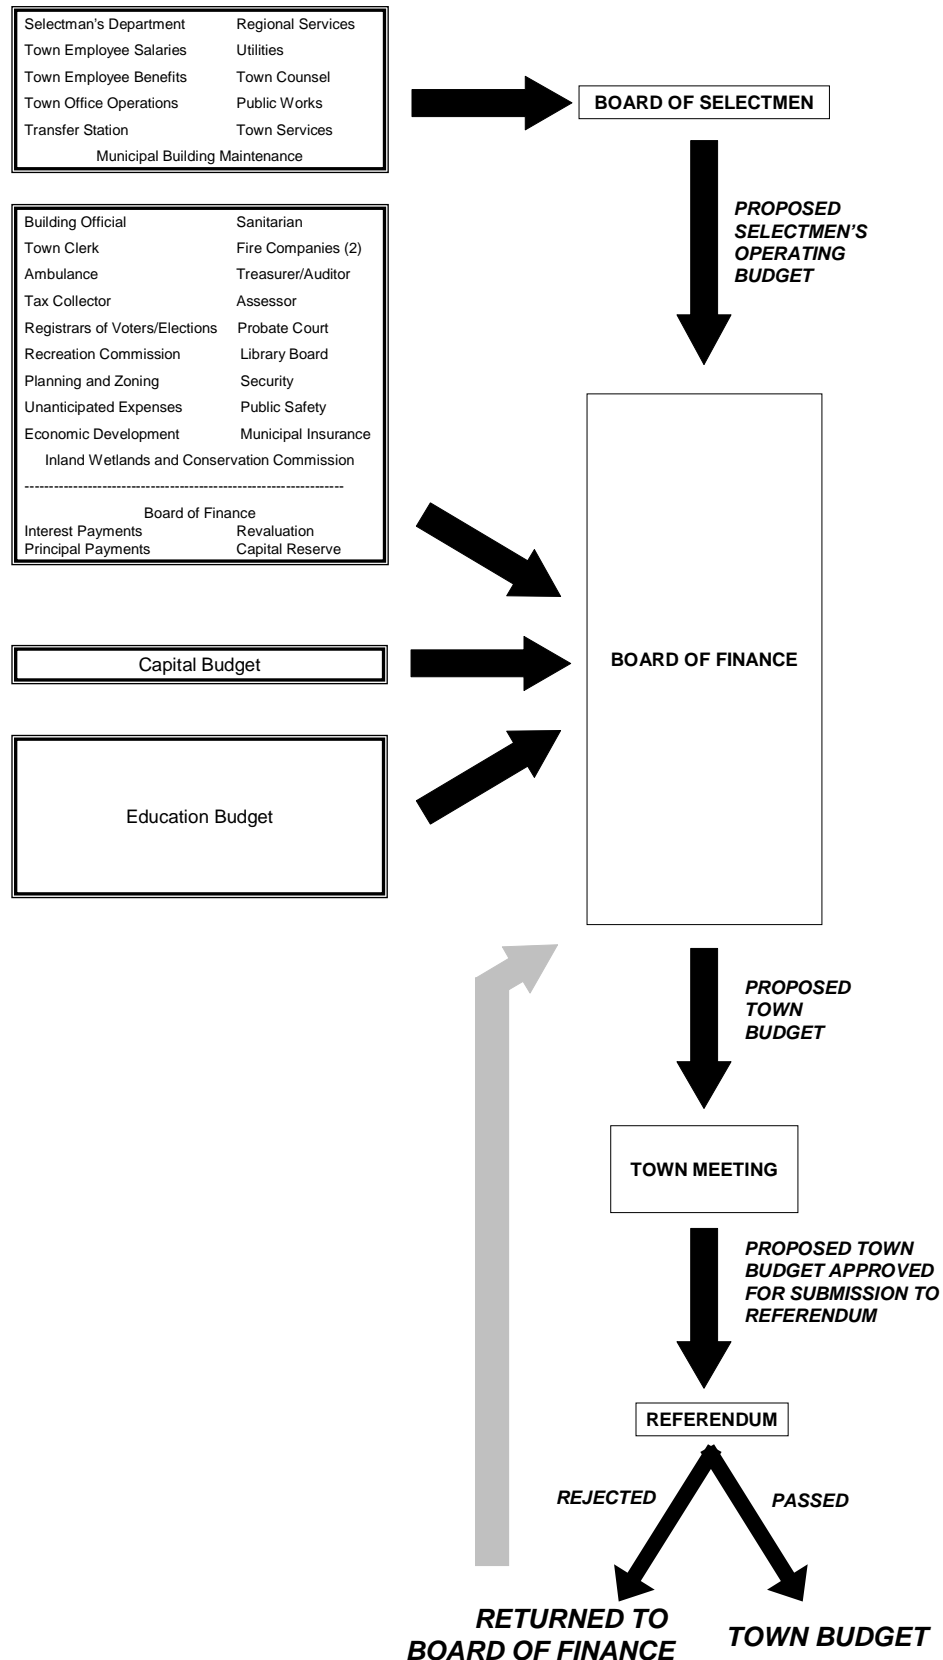 Selectman's Department Regional Services
Town Employee Salaries Utilities
Town Employee Benefits Town Counsel
Town Office Operations Public Works
Transfer Station Town Services
Municipal Building Maintenance
BOARD OF SELECTMEN
PROPOSED
SELECTMEN'S
OPERATING
BUDGET
Building Official Sanitarian
Town Clerk Fire Companies (2)
Ambulance Treasurer/Auditor
Tax Collector Assessor
Registrars of Voters/Elections Probate Court
Recreation Commission Library Board
Planning and Zoning Security
Unanticipated Expenses Public Safety
Economic Development Municipal Insurance
Inland Wetlands and Conservation Commission
------------------------------------------------------------------
Board of Finance
Interest Payments Revaluation
Principal Payments Capital Reserve
Capital Budget
BOARD OF FINANCE
Education Budget
PROPOSED
TOWN
BUDGET
TOWN MEETING
PROPOSED TOWN
BUDGET APPROVED
FOR SUBMISSION TO
REFERENDUM
REFERENDUM
REJECTED
PASSED
RETURNED TO
BOARD OF FINANCE
TOWN BUDGET